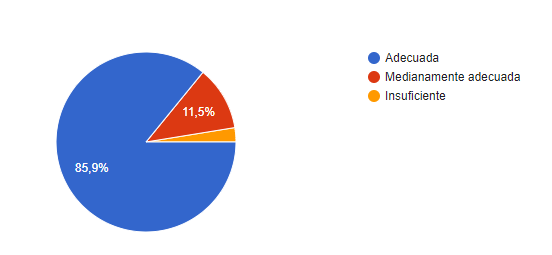 Adecuada
Medianamente adecuada
Insuficiente
11,5%
85,9%